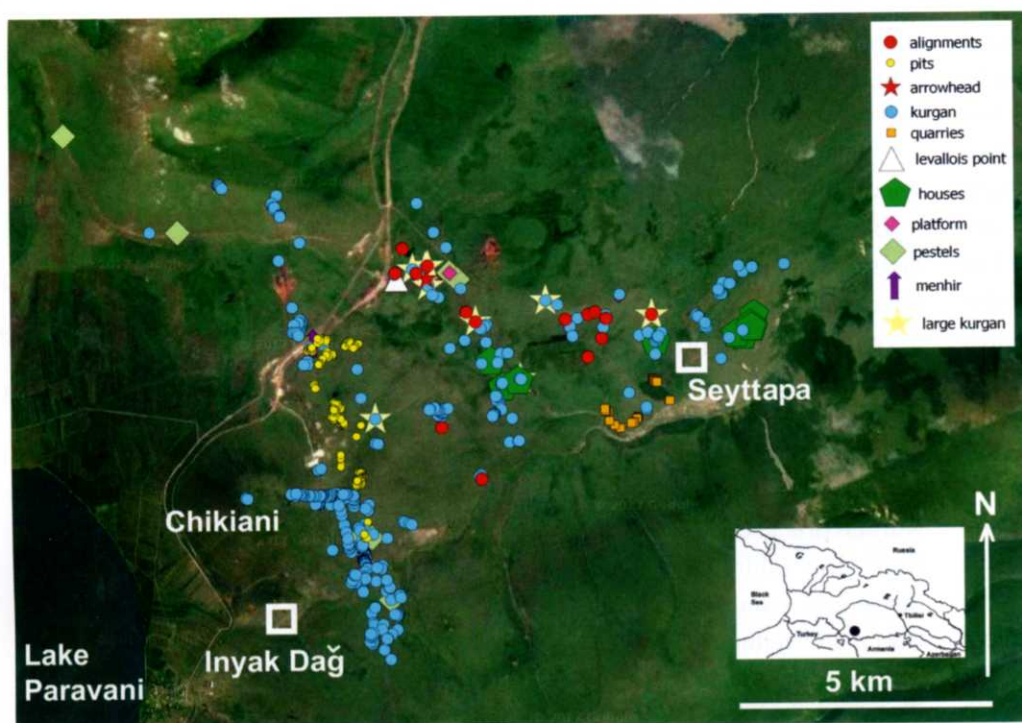 alignments
pits
arrowhead
kurgan
quarries
levallois point
houses
platform
pestels
menhir
large kurgan
Seyttapa
Chikiani
N
Inyak Dağ
Lake
Paravani
Russia
Black
Sea
Tbilisi
Turkey
Armenia
Azerbaijan
5 km